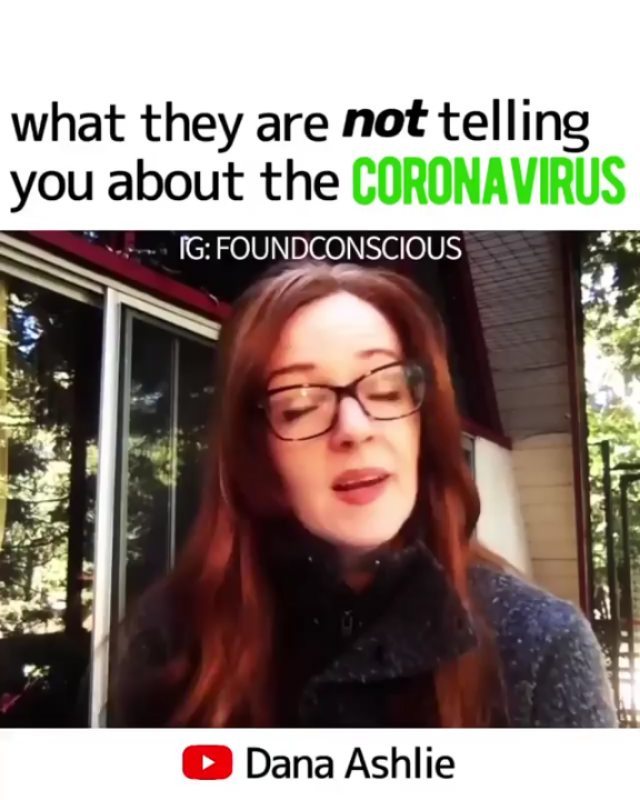 what they are not telling
you about the CORONAVIRUS
IG: FOUNDCONSCIOUS
Dana Ashlie